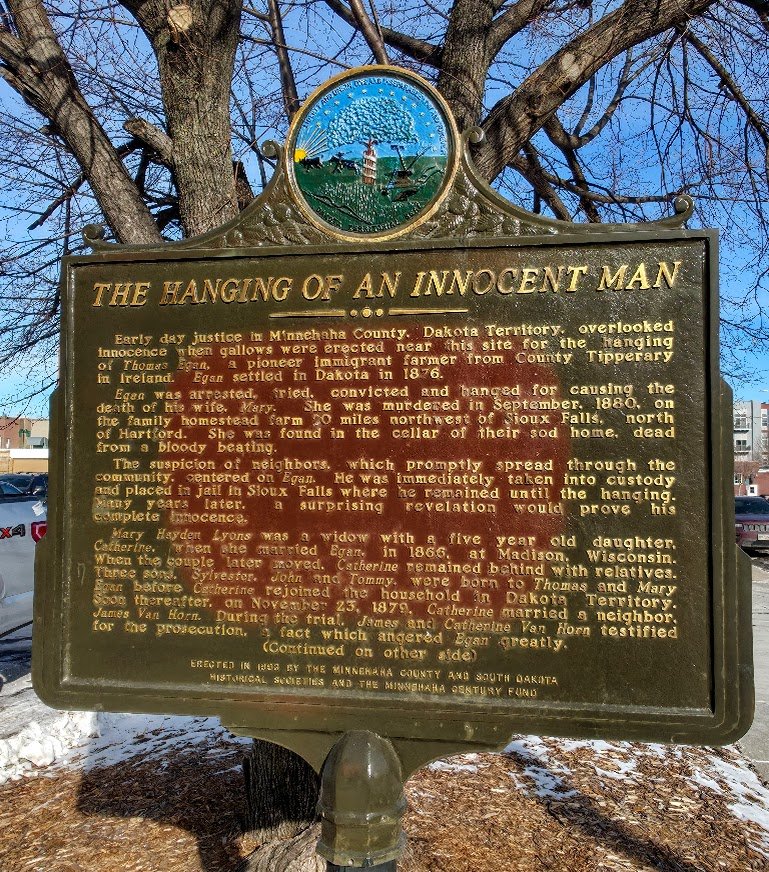 THE HANGING OF AN INNOCENT MAN
Early day justice in Minnehaha County, Dakota Territory, overlooked
innocence when gallows were erected near this site for the hanging
of Thomas Egan, a pioneer immigrant farmer from County Tipperary
in Ireland. Egan settled in Dakota in 1876.
Egan was arrested, tried, convicted and hanged for causing the
death of his wife, Mary. She was murdered in September, 1880, on
the family homestead farm 20 miles northwest of Sioux Falls, north
of Hartford. She was found in the cellar of their sod home, dead
from a bloody beating.
The suspicion of neighbors, which promptly spread through the
community, centered on Egan. He was immediately taken into custody
and placed in jail in Sioux Falls where he remained until the hanging.
Many years later, a surprising revelation would prove his
complete innocence.
Mary Hayden Lyons was a widow with a five year old daughter,
Catherine, when she married Egan, in 1866, at Madison, Wisconsin.
When the couple later moved, Catherine remained behind with relatives.
Three sons, Sylvester, John and Tommy, were born to Thomas and Mary
Egan before Catherine rejoined the household in Dakota Territory.
Soon thereafter, on November 23, 1879, Catherine married a neighbor,
James Van Horn. During the trial, James and Catherine Van Horn testified
for the prosecution, a fact which angered Egan greatly.
(Continued on other side)
ERECTED IN 1993 BY THE MINNEHAHA COUNTY AND SOUTH DAKOTA
HISTORICAL SOCIETIES AND THE MINNEHAHA CENTURY FUND
4X4